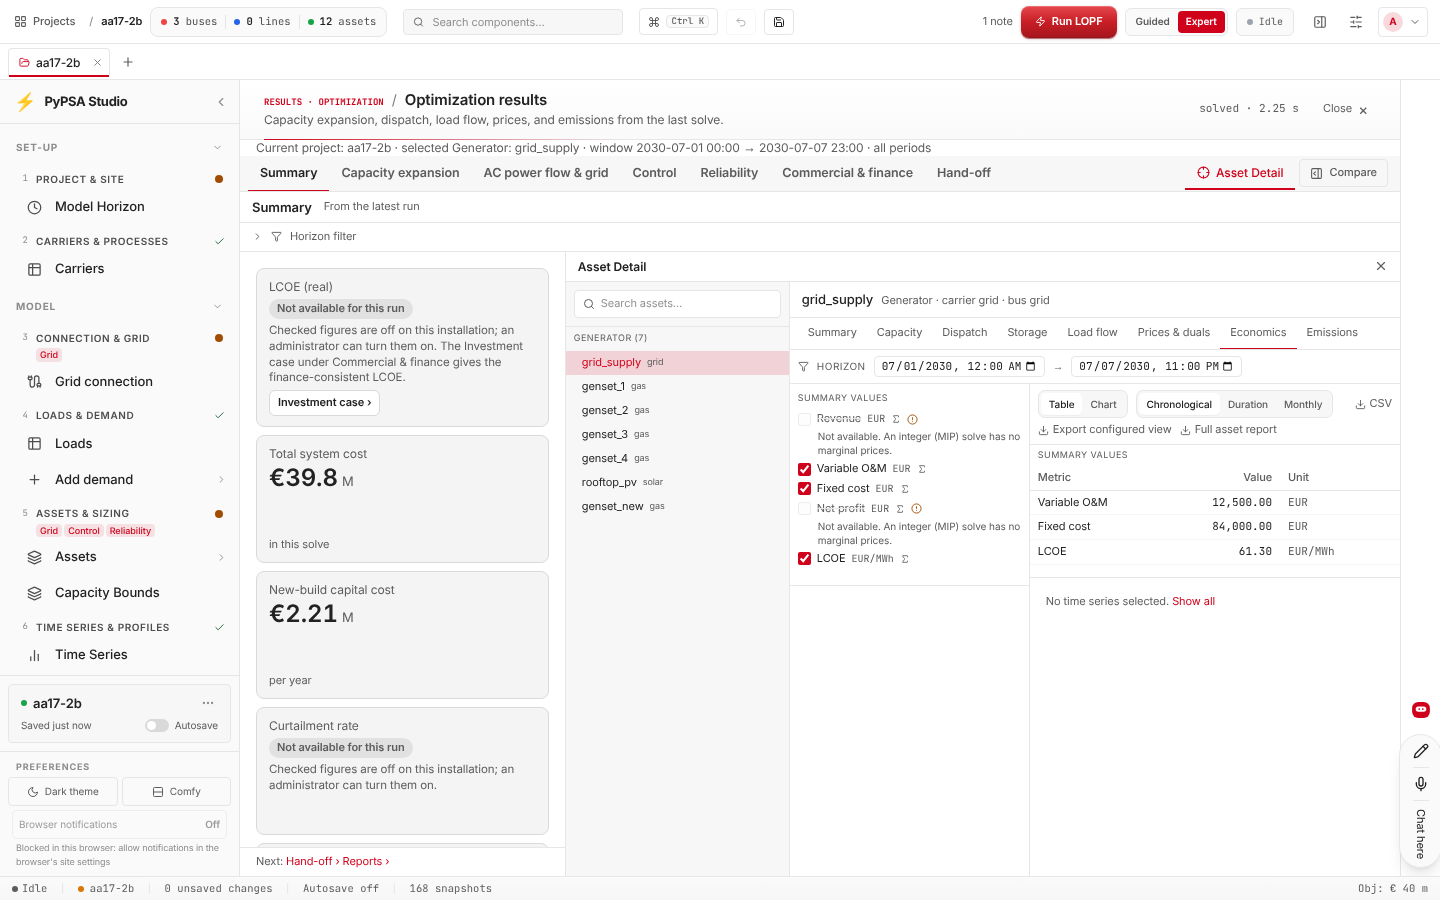 Projects / aa17-2b 3 buses 0 lines 12 assets Search components... Ctrl K 1 note Run LOPF Guided Expert Idle A
aa17-2b
PyPSA Studio
SET-UP
1 PROJECT & SITE
Model Horizon
2 CARRIERS & PROCESSES
Carriers
MODEL
3 CONNECTION & GRID
Grid
Grid connection
4 LOADS & DEMAND
Loads
Add demand
5 ASSETS & SIZING
Grid Control Reliability
Assets
Capacity Bounds
6 TIME SERIES & PROFILES
Time Series
aa17-2b
Saved just now Autosave
PREFERENCES
Dark theme Comfy
Browser notifications Off
Blocked in this browser: allow notifications in the
browser's site settings
RESULTS · OPTIMIZATION / Optimization results
Capacity expansion, dispatch, load flow, prices, and emissions from the last solve.
solved · 2.25 s Close
Current project: aa17-2b · selected Generator: grid_supply · window 2030-07-01 00:00 → 2030-07-07 23:00 · all periods
Summary Capacity expansion AC power flow & grid Control Reliability Commercial & finance Hand-off Asset Detail Compare
Summary From the latest run
Horizon filter
LCOE (real)
Not available for this run
Checked figures are off on this installation; an
administrator can turn them on. The Investment
case under Commercial & finance gives the
finance-consistent LCOE.
Investment case ›
Total system cost
€39.8 M
in this solve
New-build capital cost
€2.21 M
per year
Curtailment rate
Not available for this run
Checked figures are off on this installation; an
administrator can turn them on.
Next: Hand-off › Reports ›
Asset Detail
Search assets...
GENERATOR (7)
grid_supply grid
genset_1 gas
genset_2 gas
genset_3 gas
genset_4 gas
rooftop_pv solar
genset_new gas
grid_supply Generator · carrier grid · bus grid
Summary Capacity Dispatch Storage Load flow Prices & duals Economics Emissions
HORIZON 07/01/2030, 12:00 AM → 07/07/2030, 11:00 PM
SUMMARY VALUES
Revenue EUR Σ
Not available. An integer (MIP) solve has no
marginal prices.
Variable O&M EUR Σ
Fixed cost EUR Σ
Net profit EUR Σ
Not available. An integer (MIP) solve has no
marginal prices.
LCOE EUR/MWh Σ
Table Chart Chronological Duration Monthly CSV
Export configured view Full asset report
SUMMARY VALUES
Metric Value Unit
Variable O&M 12,500.00 EUR
Fixed cost 84,000.00 EUR
LCOE 61.30 EUR/MWh
No time series selected. Show all
Chat here
Idle aa17-2b 0 unsaved changes Autosave off 168 snapshots Obj: € 40 m